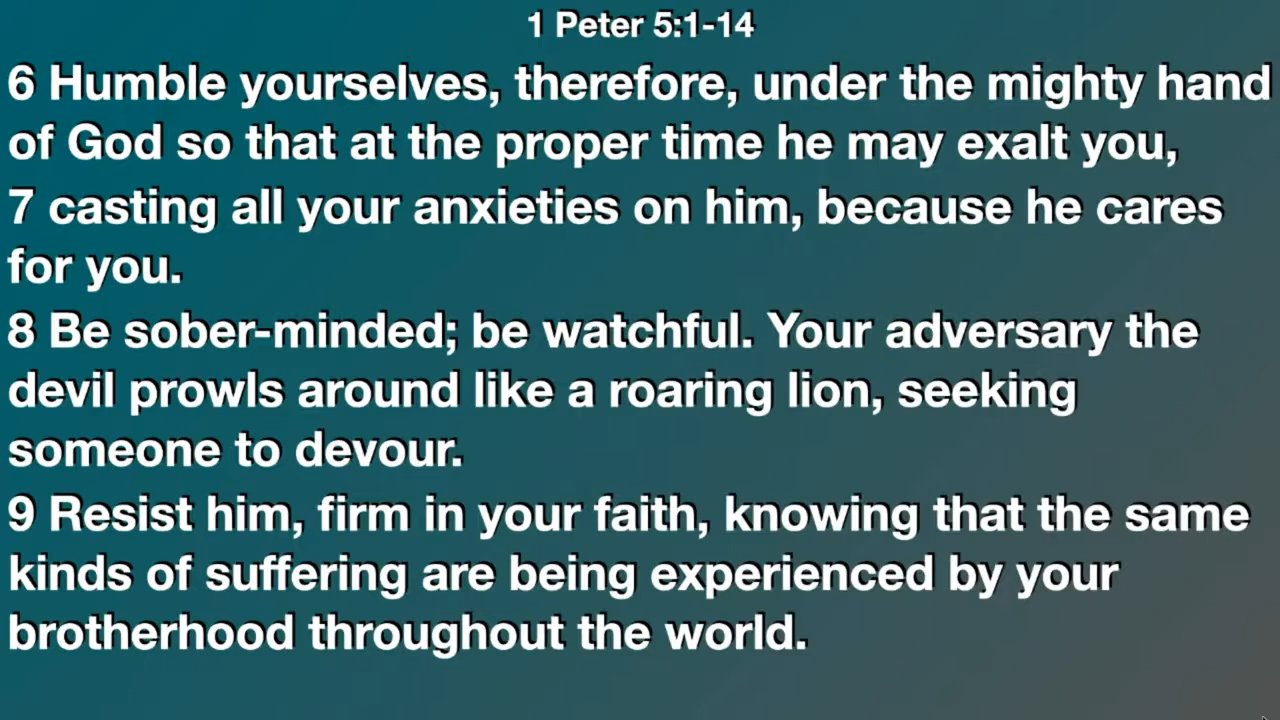 1 Peter 5:1-14
6 Humble yourselves, therefore, under the mighty hand
of God so that at the proper time he may exalt you,
7 casting all your anxieties on him, because he cares
for you.
8 Be sober-minded; be watchful. Your adversary the
devil prowls around like a roaring lion, seeking
someone to devour.
9 Resist him, firm in your faith, knowing that the same
kinds of suffering are being experienced by your
brotherhood throughout the world.